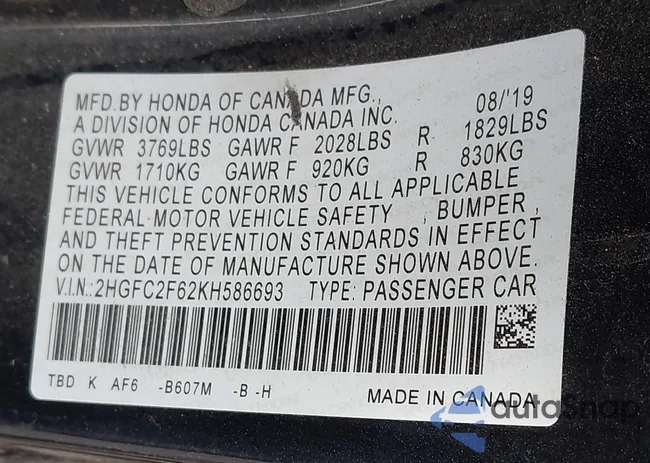 MFD. BY HONDA OF CANADA MFG., 08/'19
A DIVISION OF HONDA CANADA INC.
GVWR 3769LBS GAWR F 2028LBS R 1829LBS
GVWR 1710KG GAWR F 920KG R 830KG
THIS VEHICLE CONFORMS TO ALL APPLICABLE
FEDERAL MOTOR VEHICLE SAFETY , BUMPER ,
AND THEFT PREVENTION STANDARDS IN EFFECT
ON THE DATE OF MANUFACTURE SHOWN ABOVE.
V.I.N.:2HGFC2F62KH586693 TYPE: PASSENGER CAR
TBD K AF6 -B607M -B -H MADE IN CANADA
autoSnap